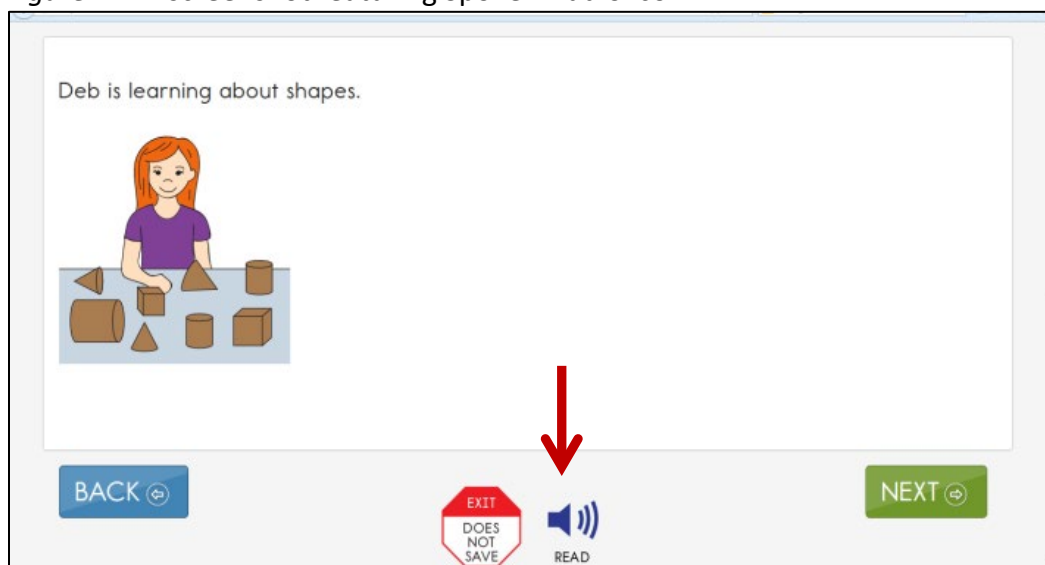 Deb is learning about shapes.
BACK
NEXT
EXIT
DOES
NOT
SAVE
READ